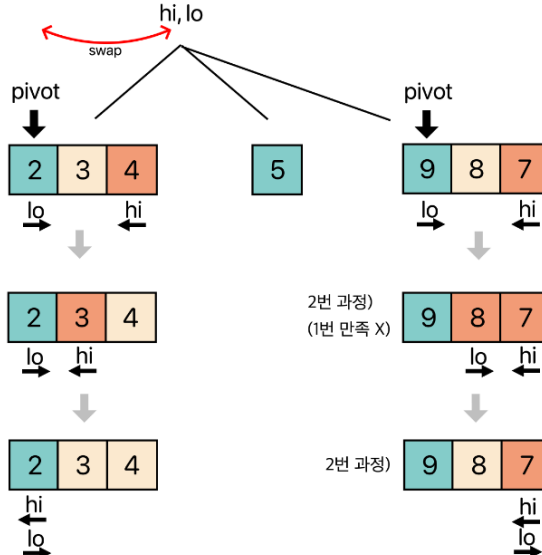 hi, lo
swap
pivot
pivot
2 3 4
5
9 8 7
lo hi
lo hi
2번 과정)
(1번 만족 X)
2 3 4
9 8 7
lo hi
lo hi
2 3 4
2번 과정)
9 8 7
hi
lo
hi
lo